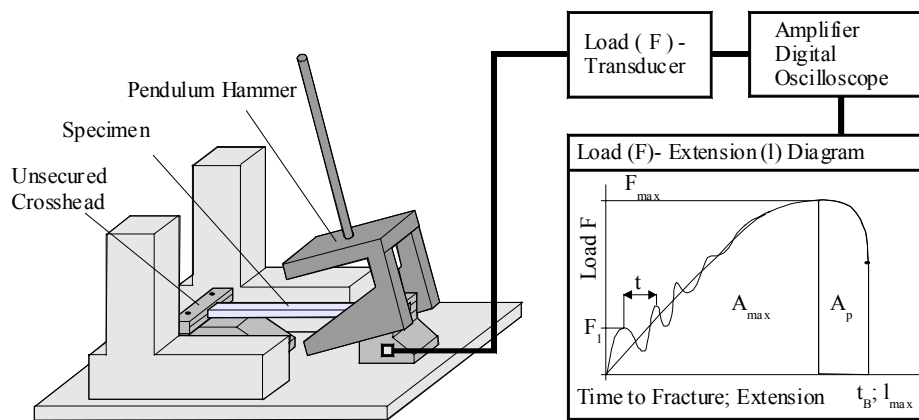 Load ( F ) -
Transducer
Amplifier
Digital
Oscilloscope
Pendulum Hammer
Specimen
Unsecured
Crosshead
Load (F)- Extension (l) Diagram
F max
Load F
t
F l
A max
A p
Time to Fracture; Extension
t B ; l max